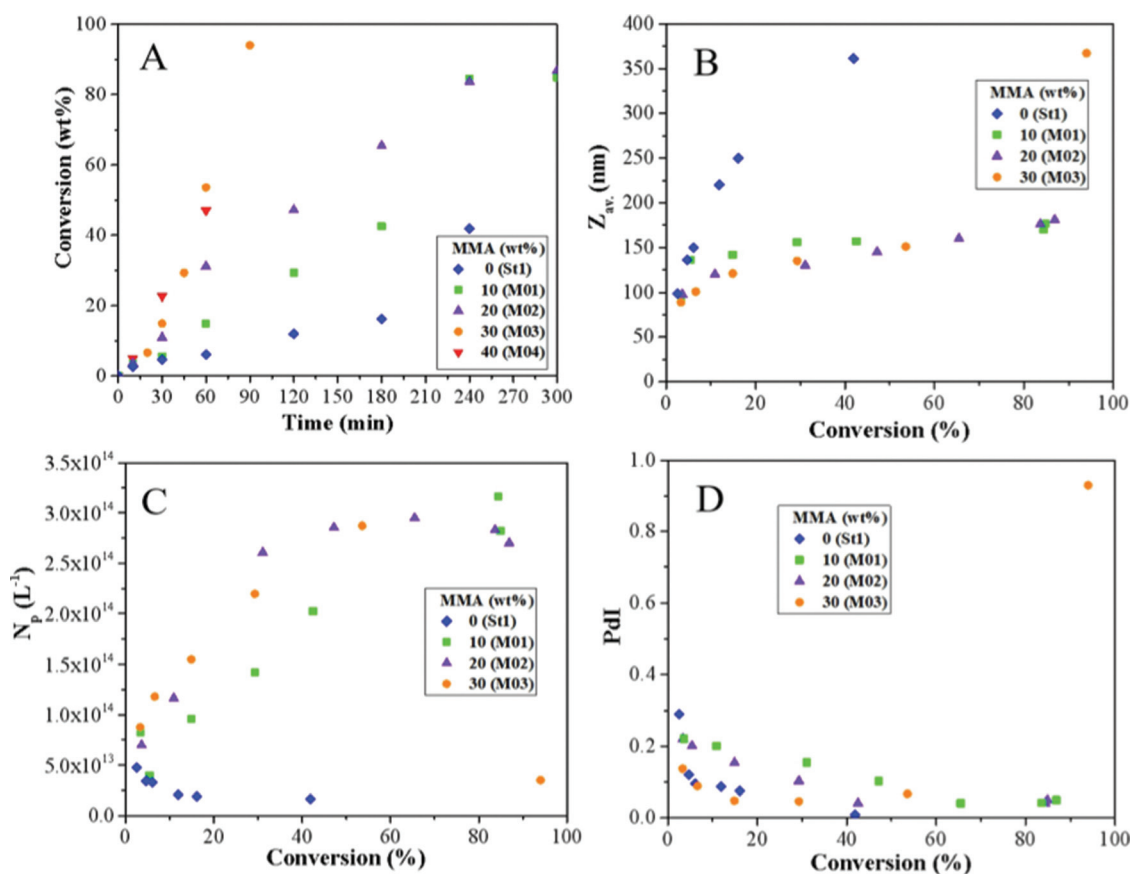 A
Conversion (wt%)
100
80
60
40
20
0
MMA (wt%)
0 (St1)
10 (M01)
20 (M02)
30 (M03)
40 (M04)
0 30 60 90 120 150 180 210 240 270 300
Time (min)
B
Zav. (nm)
400
350
300
250
200
150
100
50
0
MMA (wt%)
0 (St1)
10 (M01)
20 (M02)
30 (M03)
0 20 40 60 80 100
Conversion (%)
C
Np (L-1)
3.5x10^14
3.0x10^14
2.5x10^14
2.0x10^14
1.5x10^14
1.0x10^14
5.0x10^13
0.0
MMA (wt%)
0 (St1)
10 (M01)
20 (M02)
30 (M03)
0 20 40 60 80 100
Conversion (%)
D
PdI
1.0
0.8
0.6
0.4
0.2
0.0
MMA (wt%)
0 (St1)
10 (M01)
20 (M02)
30 (M03)
0 20 40 60 80 100
Conversion (%)